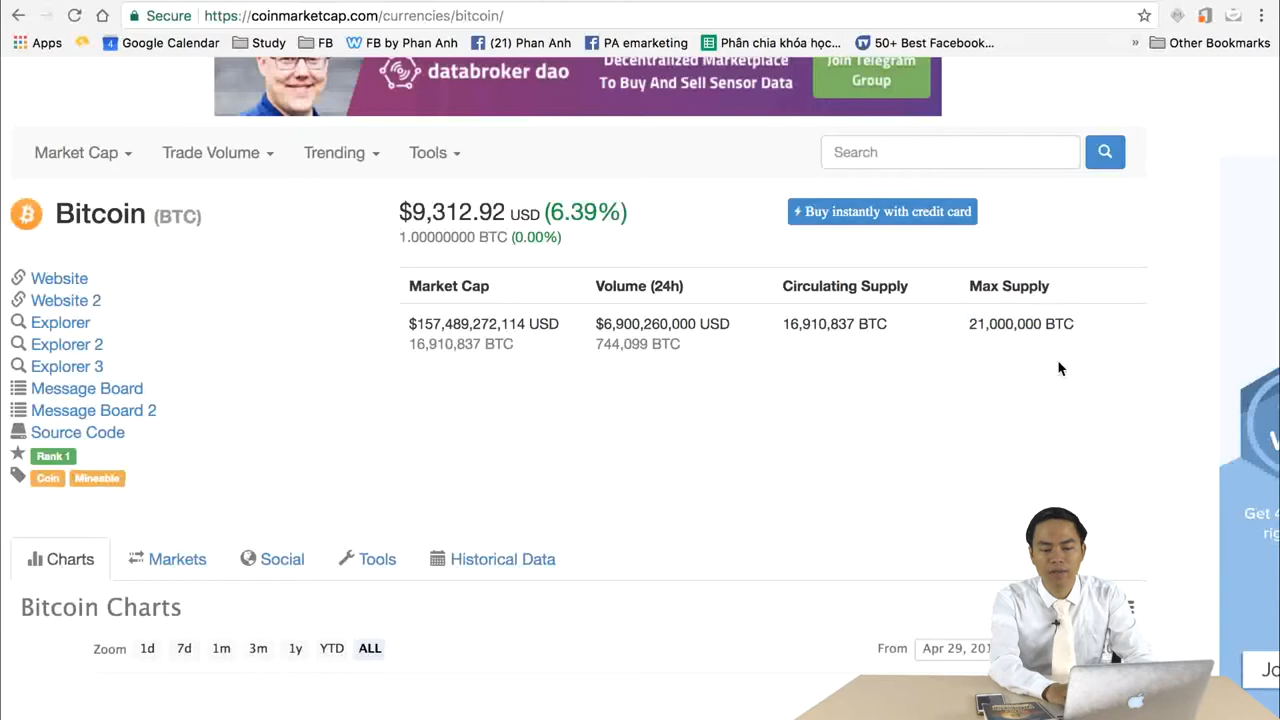 Secure https://coinmarketcap.com/currencies/bitcoin/
Apps Google Calendar Study FB FB by Phan Anh (21) Phan Anh PA emarketing Phân chia khóa học... 50+ Best Facebook... » Other Bookmarks
databroker dao
Decentralized Marketplace
To Buy And Sell Sensor Data
Join Telegram
Group
Market Cap Trade Volume Trending Tools Search
Bitcoin (BTC)
$9,312.92 USD (6.39%)
1.00000000 BTC (0.00%)
Buy instantly with credit card
Website
Website 2
Explorer
Explorer 2
Explorer 3
Message Board
Message Board 2
Source Code
Rank 1
Coin Mineable
Market Cap Volume (24h) Circulating Supply Max Supply
$157,489,272,114 USD $6,900,260,000 USD 16,910,837 BTC 21,000,000 BTC
16,910,837 BTC 744,099 BTC
Get
Charts Markets Social Tools Historical Data
Bitcoin Charts
Zoom 1d 7d 1m 3m 1y YTD ALL From Apr 29, 201